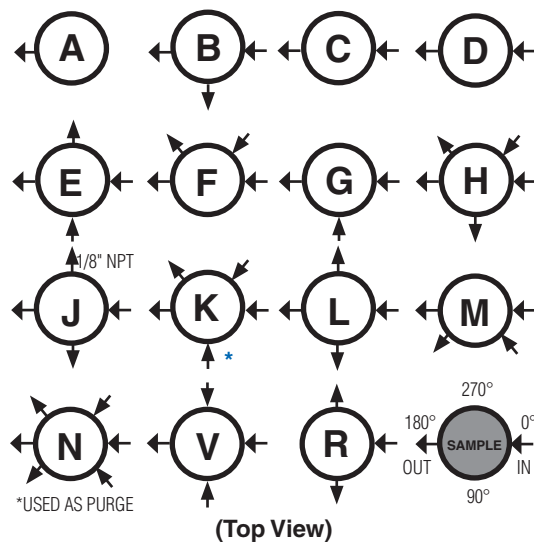 A B C D
E F G H
1/8" NPT
J K L M
*
N V R
270°
180° 0°
SAMPLE
OUT IN
90°
*USED AS PURGE
(Top View)